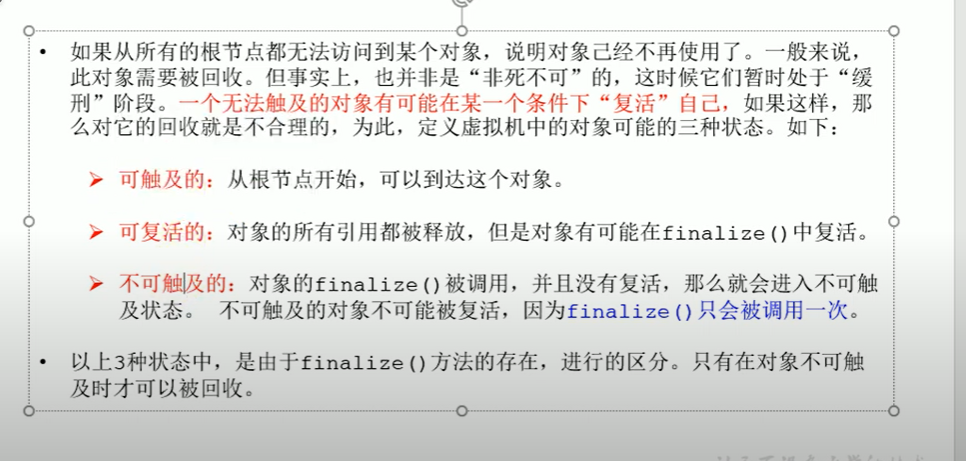 • 如果从所有的根节点都无法访问到某个对象，说明对象己经不再使用了。一般来说，
此对象需要被回收。但事实上，也并非是“非死不可”的，这时候它们暂时处于“缓
刑”阶段。一个无法触及的对象有可能在某一个条件下“复活”自己，如果这样，那
么对它的回收就是不合理的，为此，定义虚拟机中的对象可能的三种状态。如下：
➢ 可触及的：从根节点开始，可以到达这个对象。
➢ 可复活的：对象的所有引用都被释放，但是对象有可能在finalize()中复活。
➢ 不可触及的：对象的finalize()被调用，并且没有复活，那么就会进入不可触
及状态。 不可触及的对象不可能被复活，因为finalize()只会被调用一次。
• 以上3种状态中，是由于finalize()方法的存在，进行的区分。只有在对象不可触
及时才可以被回收。